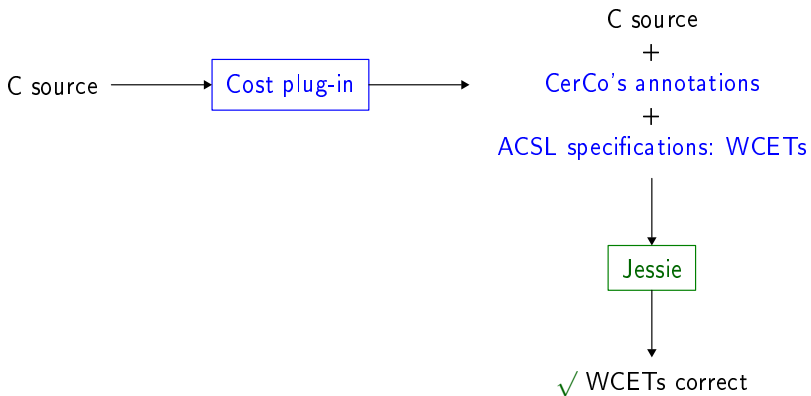 C source
Cost plug-in
C source
+
CerCo's annotations
+
ACSL specifications: WCETs
Jessie
√ WCETs correct